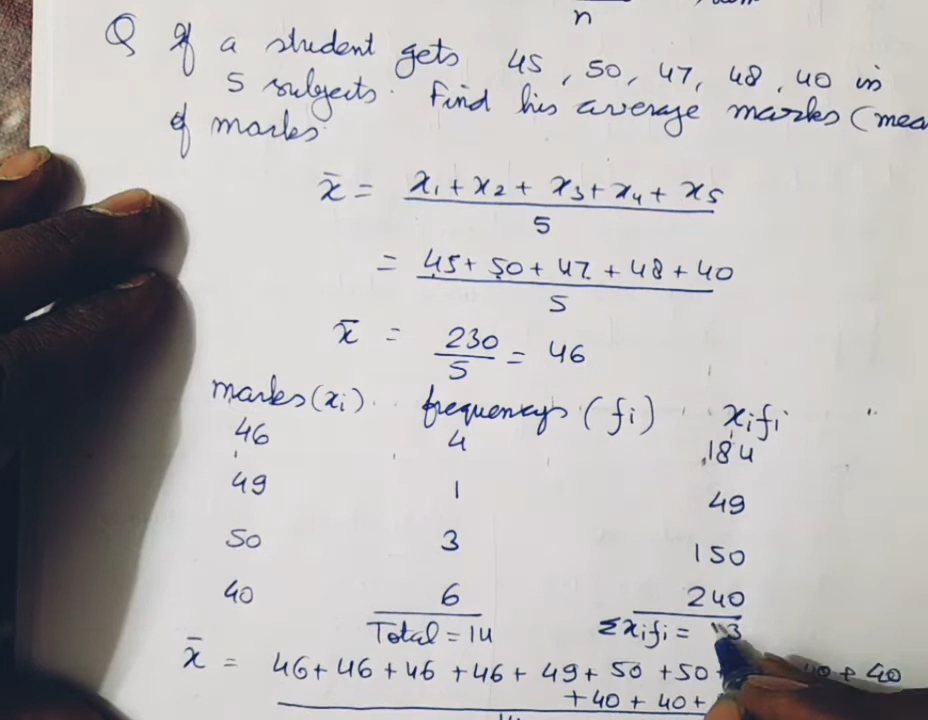 n
Q If a student gets 45, 50, 47, 48, 40 in
5 subjects. Find his average marks (mea
of marks.
x̄ = x₁ + x₂ + x₃ + x₄ + x₅
5
= 45 + 50 + 47 + 48 + 40
5
x̄ = 230/5 = 46
marks (xi) frequency (fi) xifi
46 4 184
49 1 49
50 3 150
40 6 240
Total = 14 Σxifi =
x̄ = 46 + 46 + 46 + 46 + 49 + 50 + 50 + 40 + 40
+ 40 + 40 +